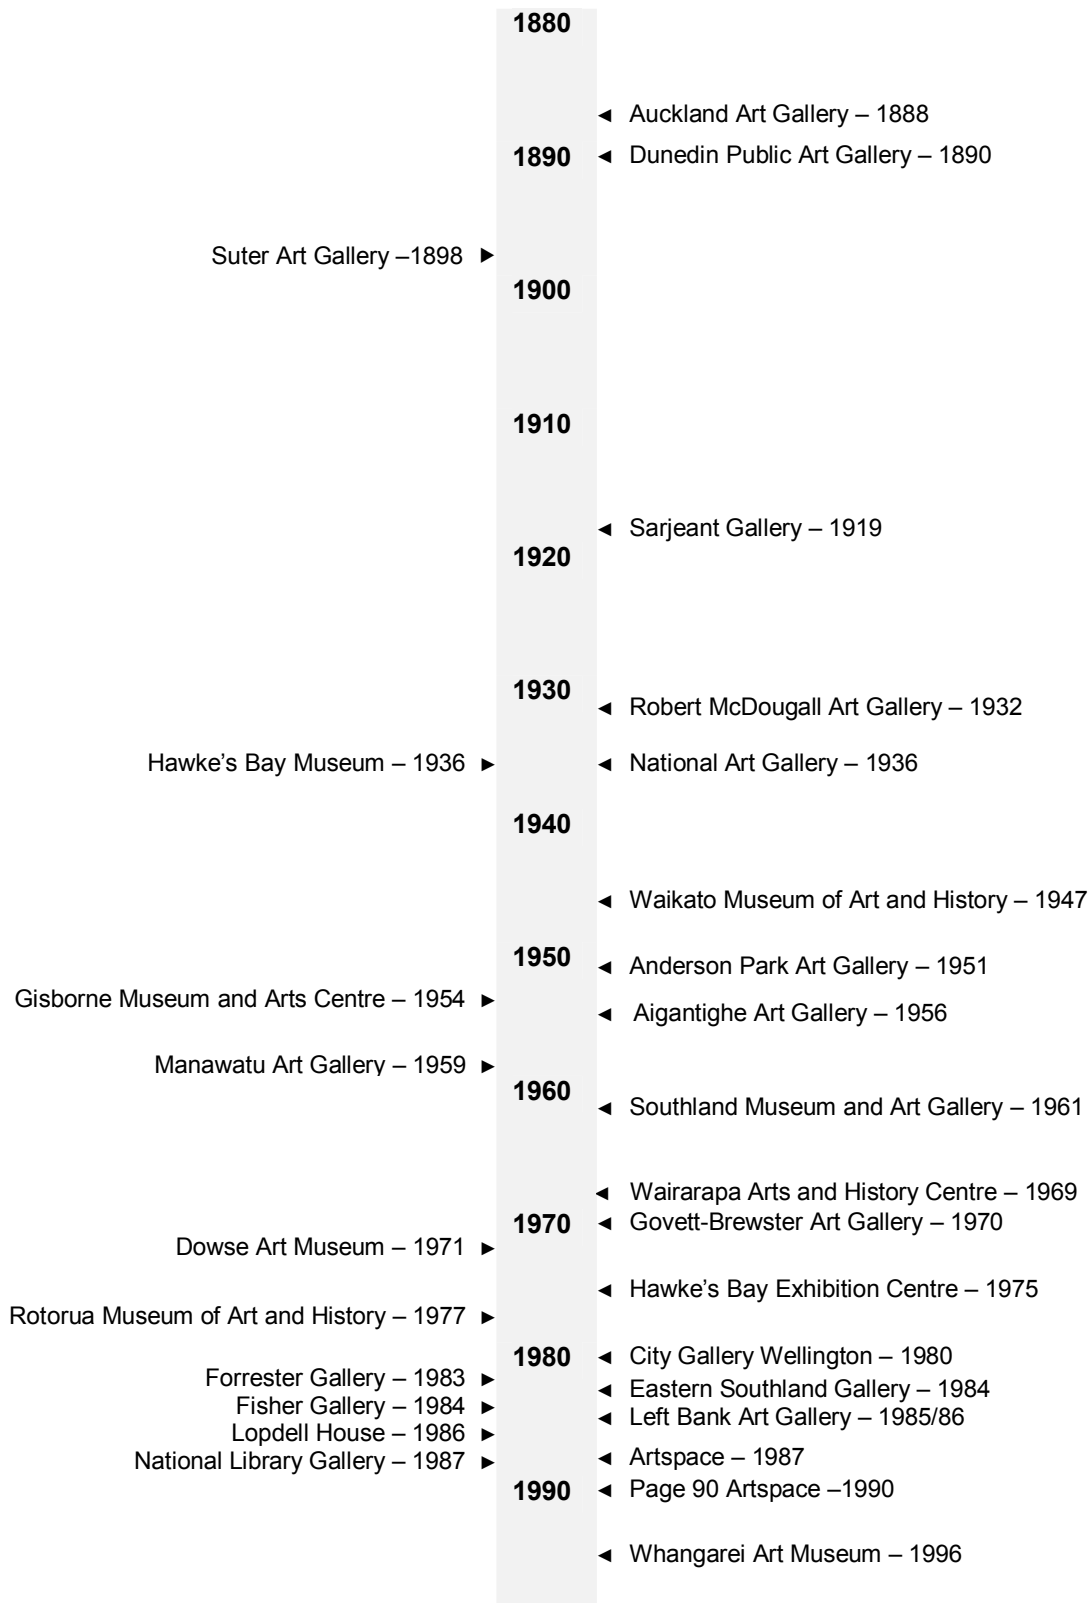 1880
Auckland Art Gallery – 1888
1890
Dunedin Public Art Gallery – 1890
Suter Art Gallery –1898
1900
1910
Sarjeant Gallery – 1919
1920
1930
Robert McDougall Art Gallery – 1932
Hawke's Bay Museum – 1936
National Art Gallery – 1936
1940
Waikato Museum of Art and History – 1947
1950
Anderson Park Art Gallery – 1951
Gisborne Museum and Arts Centre – 1954
Aigantighe Art Gallery – 1956
Manawatu Art Gallery – 1959
1960
Southland Museum and Art Gallery – 1961
Wairarapa Arts and History Centre – 1969
1970
Govett-Brewster Art Gallery – 1970
Dowse Art Museum – 1971
Hawke's Bay Exhibition Centre – 1975
Rotorua Museum of Art and History – 1977
1980
City Gallery Wellington – 1980
Forrester Gallery – 1983
Eastern Southland Gallery – 1984
Fisher Gallery – 1984
Left Bank Art Gallery – 1985/86
Lopdell House – 1986
National Library Gallery – 1987
Artspace – 1987
1990
Page 90 Artspace –1990
Whangarei Art Museum – 1996